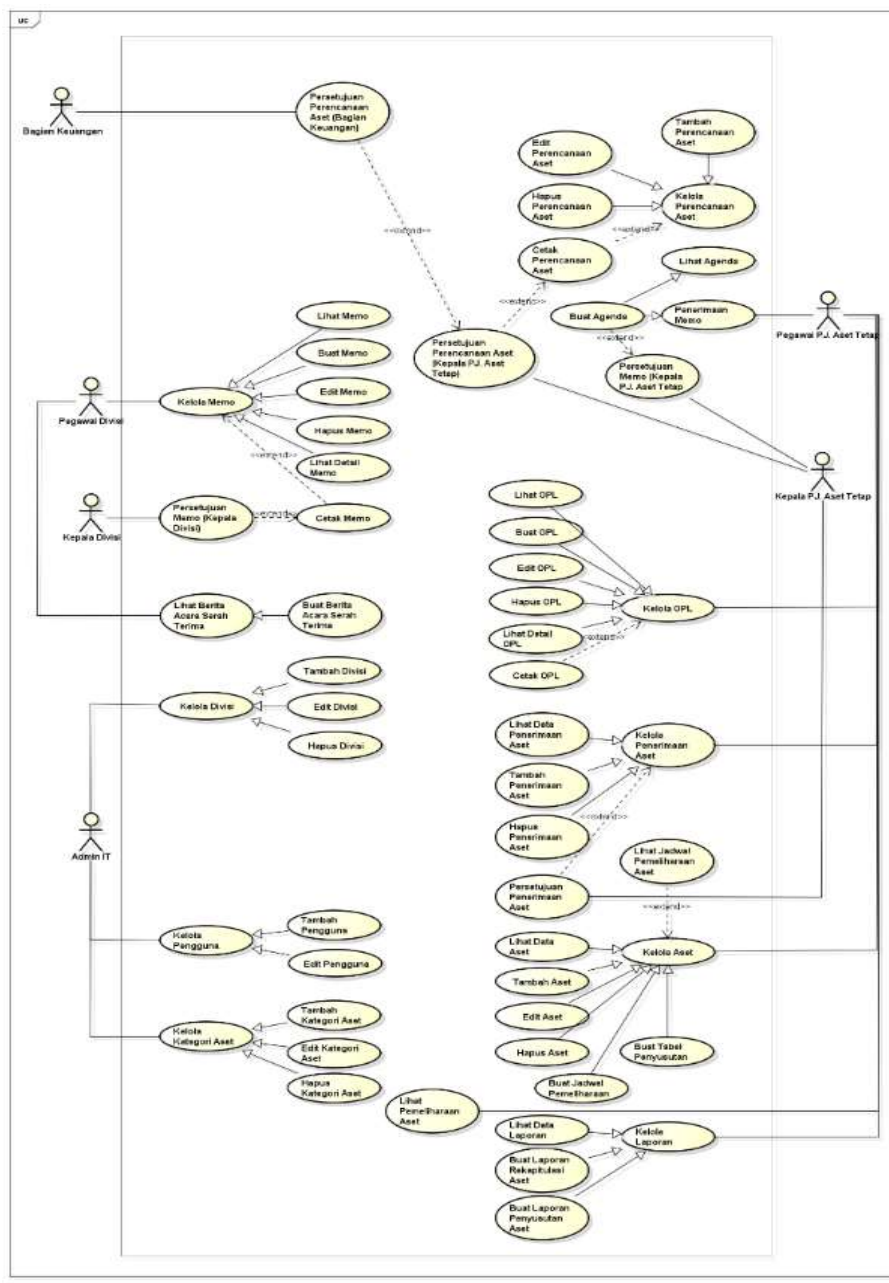 uc
Bagian Keuangan
Persetujuan
Perencanaan
Aset (Bagian
Keuangan)
<<extend>>
Tambah
Perencanaan
Aset
Edit
Perencanaan
Aset
Hapus
Perencanaan
Aset
Kelola
Perencanaan
Aset
<<extend>>
Cetak
Perencanaan
Aset
Lihat Agenda
<<extend>>
Buat Agenda
Penerimaan
Memo
Pegawai P.J. Aset Tetap
<<extend>>
Persetujuan
Perencanaan Aset
(Kepala P.J. Aset
Tetap)
Persetujuan
Memo (Kepala
P.J. Aset Tetap
Kepala P.J. Aset Tetap
Lihat Memo
Buat Memo
Edit Memo
Hapus Memo
Lihat Detail
Memo
Kelola Memo
Pegawai Divisi
<<extend>>
Cetak Memo
<<extend>>
Persetujuan
Memo (Kepala
Divisi)
Kepala Divisi
Lihat Berita
Acara Serah
Terima
Buat Berita
Acara Serah
Terima
Lihat OPL
Buat OPL
Edit OPL
Hapus OPL
Lihat Detail
OPL
Cetak OPL
<<extend>>
Kelola OPL
Tambah Divisi
Kelola Divisi
Edit Divisi
Hapus Divisi
Lihat Data
Penerimaan
Aset
Kelola
Penerimaan
Aset
Tambah
Penerimaan
Aset
Hapus
Penerimaan
Aset
<<extend>>
Persetujuan
Penerimaan
Aset
Admin IT
Lihat Jadwal
Pemeliharaan
Aset
<<extend>>
Kelola
Pengguna
Tambah
Pengguna
Edit Pengguna
Lihat Data
Aset
Kelola Aset
Tambah Aset
Edit Aset
Hapus Aset
Buat Jadwal
Pemeliharaan
Buat Tabel
Penyusutan
Kelola
Kategori Aset
Tambah
Kategori Aset
Edit Kategori
Aset
Hapus
Kategori Aset
Lihat
Pemeliharaan
Aset
Lihat Data
Laporan
Kelola
Laporan
Buat Laporan
Rekapitulasi
Aset
Buat Laporan
Penyusutan
Aset